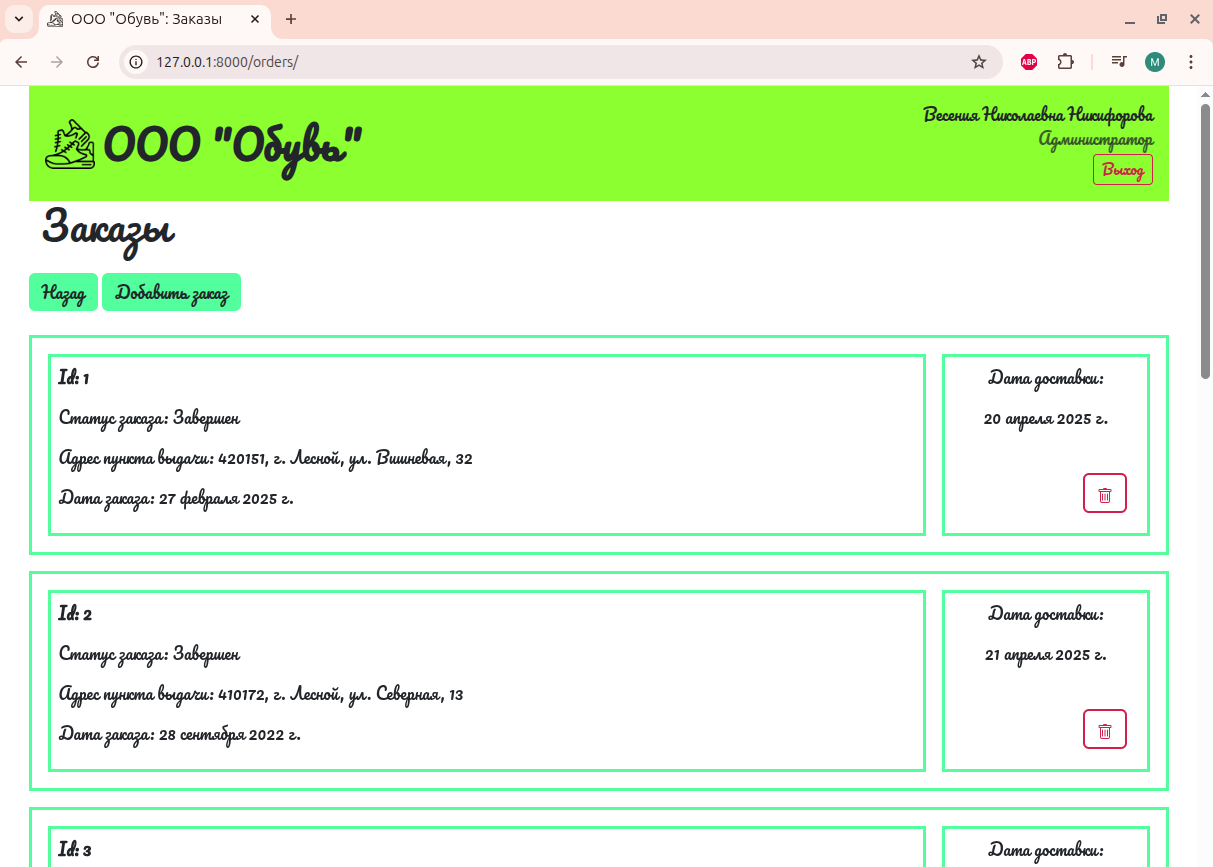 ООО "Обувь": Заказы
127.0.0.1:8000/orders/
ABP
M
ООО "Обувь"
Весения Николаевна Никифорова
Администратор
Выход
Заказы
Назад
Добавить заказ
Id: 1
Статус заказа: Завершен
Адрес пункта выдачи: 420151, г. Лесной, ул. Вишневая, 32
Дата заказа: 27 февраля 2025 г.
Дата доставки:
20 апреля 2025 г.
Id: 2
Статус заказа: Завершен
Адрес пункта выдачи: 410172, г. Лесной, ул. Северная, 13
Дата заказа: 28 сентября 2022 г.
Дата доставки:
21 апреля 2025 г.
Id: 3
Дата доставки: